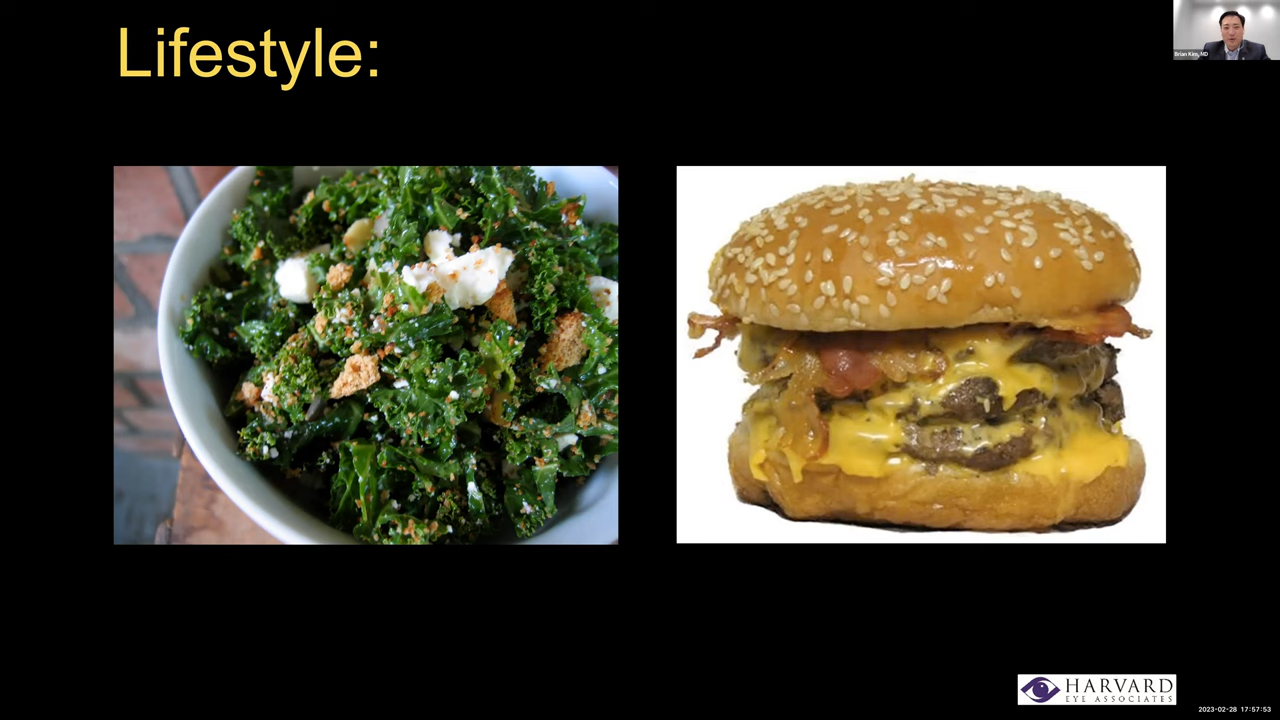 Lifestyle:
Brian Kim, MD
HARVARD
EYE ASSOCIATES
2023-02-28 17:57:53